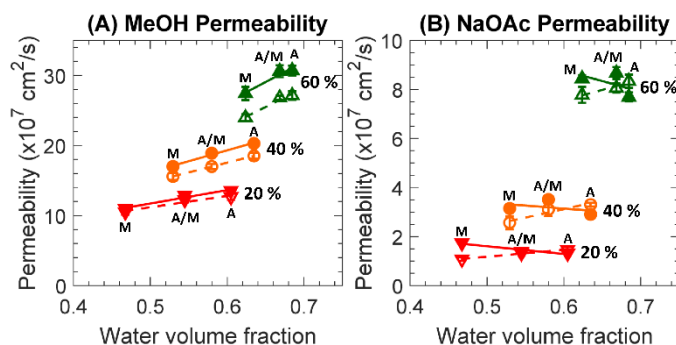 (A) MeOH Permeability
Permeability (x10⁷ cm²/s)
30
20
10
0
0.4 0.5 0.6 0.7
Water volume fraction
M A/M A
60 %
M A/M A
40 %
20 %
M A/M A
(B) NaOAc Permeability
Permeability (x10⁷ cm²/s)
10
8
6
4
2
0
0.4 0.5 0.6 0.7
Water volume fraction
M A/M A
60 %
M A/M A
40 %
M A/M A
20 %